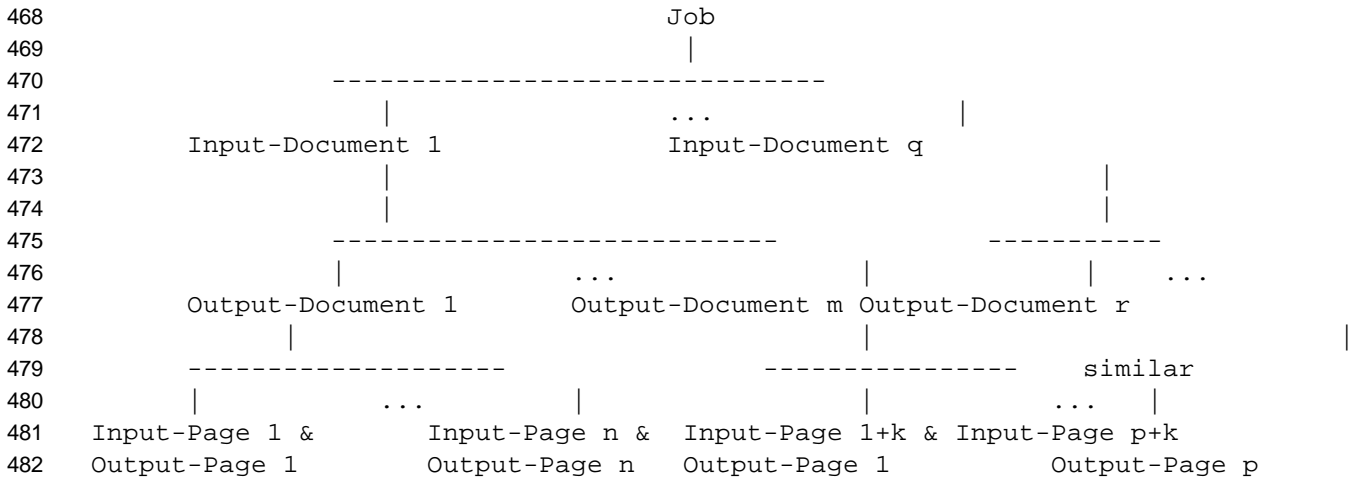 468 Job
469 |
470 -------------------------------
471 | ... |
472 Input-Document 1 Input-Document q
473 | |
474 | |
475 ---------------------------- -----------
476 | ... | | ...
477 Output-Document 1 Output-Document m Output-Document r
478 | | |
479 -------------------- ---------------- similar
480 | ... | | ... |
481 Input-Page 1 & Input-Page n & Input-Page 1+k & Input-Page p+k
482 Output-Page 1 Output-Page n Output-Page 1 Output-Page p